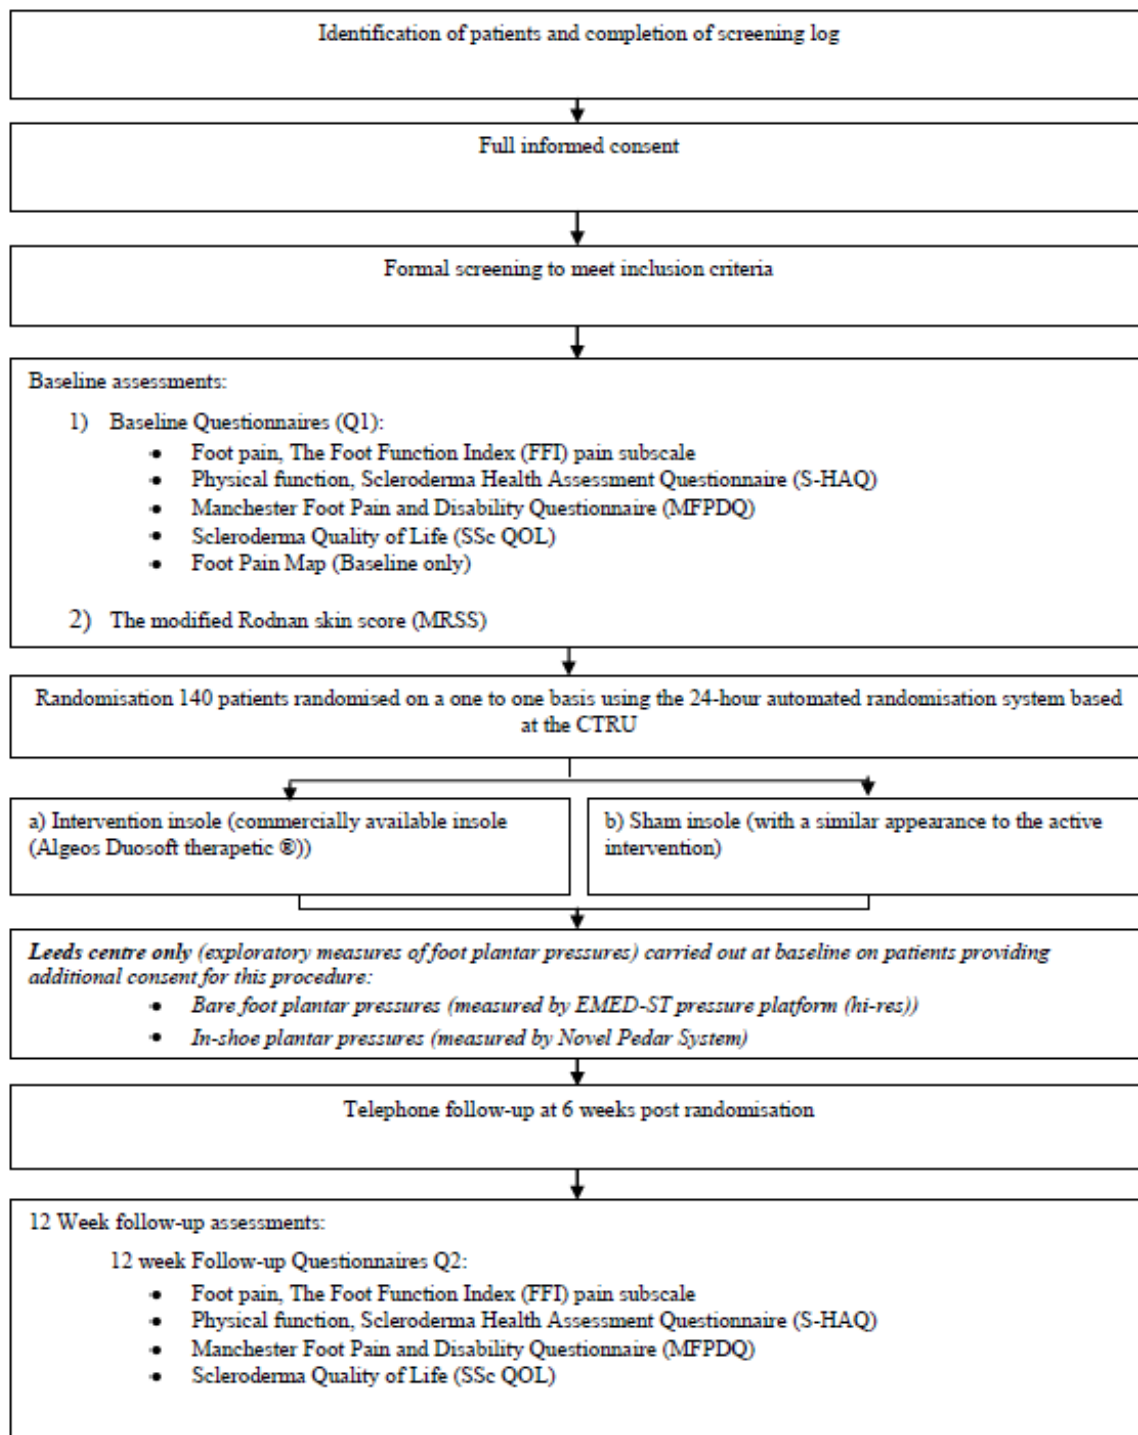 Identification of patients and completion of screening log
Full informed consent
Formal screening to meet inclusion criteria
Baseline assessments:
1) Baseline Questionnaires (Q1):
• Foot pain, The Foot Function Index (FFI) pain subscale
• Physical function, Scleroderma Health Assessment Questionnaire (S-HAQ)
• Manchester Foot Pain and Disability Questionnaire (MFPDQ)
• Scleroderma Quality of Life (SSc QOL)
• Foot Pain Map (Baseline only)
2) The modified Rodnan skin score (MRSS)
Randomisation 140 patients randomised on a one to one basis using the 24-hour automated randomisation system based
at the CTRU
a) Intervention insole (commercially available insole
(Algeos Duosoft therapetic ®))
b) Sham insole (with a similar appearance to the active
intervention)
Leeds centre only (exploratory measures of foot plantar pressures) carried out at baseline on patients providing
additional consent for this procedure:
• Bare foot plantar pressures (measured by EMED-ST pressure platform (hi-res))
• In-shoe plantar pressures (measured by Novel Pedar System)
Telephone follow-up at 6 weeks post randomisation
12 Week follow-up assessments:
12 week Follow-up Questionnaires Q2:
• Foot pain, The Foot Function Index (FFI) pain subscale
• Physical function, Scleroderma Health Assessment Questionnaire (S-HAQ)
• Manchester Foot Pain and Disability Questionnaire (MFPDQ)
• Scleroderma Quality of Life (SSc QOL)